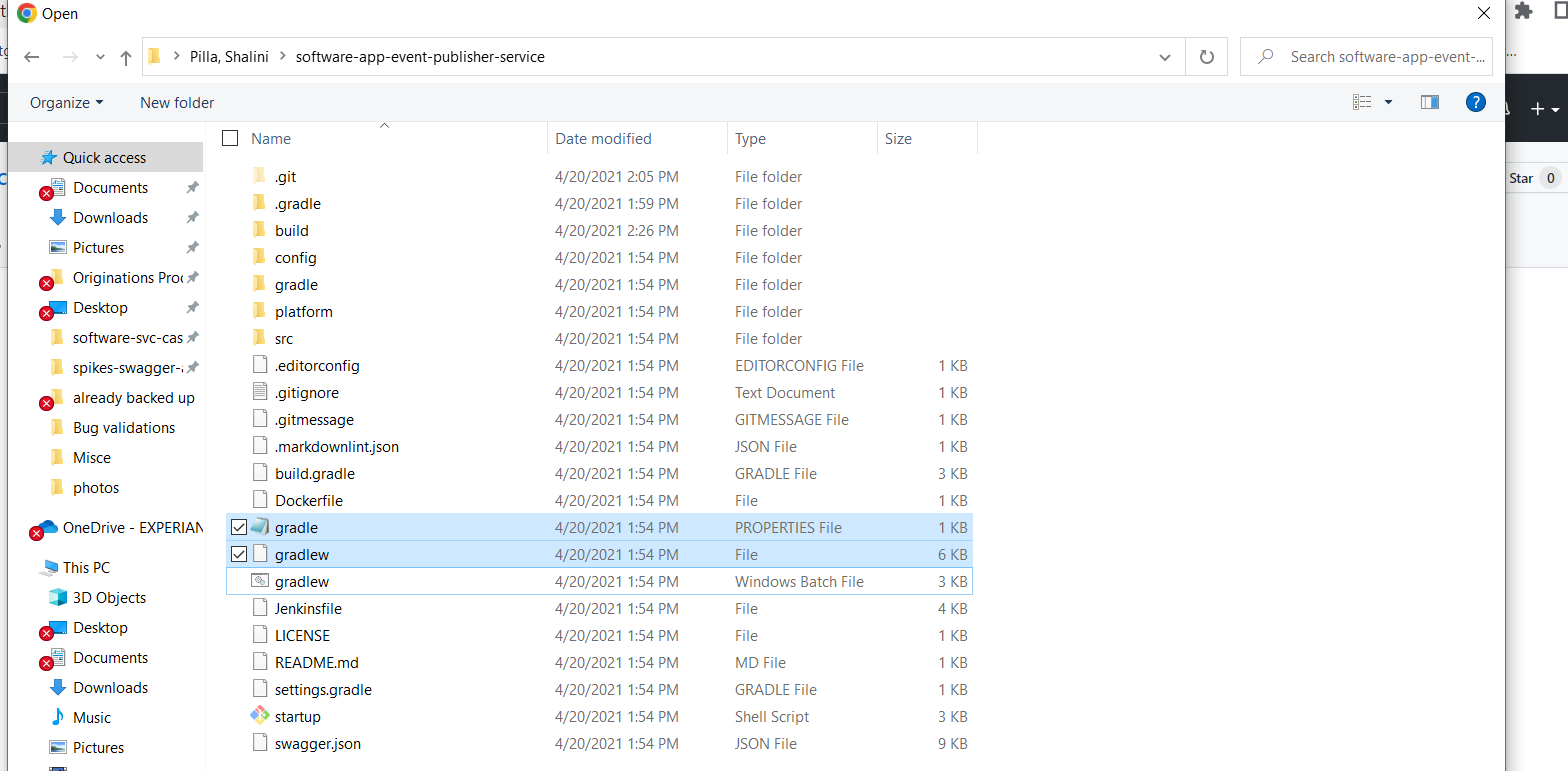 Open
Pilla, Shalini
software-app-event-publisher-service
Search software-app-event-...
Organize
New folder
?
Name Date modified Type Size
Quick access
Documents
Downloads
Pictures
Originations Proc
Desktop
software-svc-cas
spikes-swagger-a
already backed up
Bug validations
Misce
photos
OneDrive - EXPERIAN
This PC
3D Objects
Desktop
Documents
Downloads
Music
Pictures
.git 4/20/2021 2:05 PM File folder
.gradle 4/20/2021 1:59 PM File folder
build 4/20/2021 2:26 PM File folder
config 4/20/2021 1:54 PM File folder
gradle 4/20/2021 1:54 PM File folder
platform 4/20/2021 1:54 PM File folder
src 4/20/2021 1:54 PM File folder
.editorconfig 4/20/2021 1:54 PM EDITORCONFIG File 1 KB
.gitignore 4/20/2021 1:54 PM Text Document 1 KB
.gitmessage 4/20/2021 1:54 PM GITMESSAGE File 1 KB
.markdownlint.json 4/20/2021 1:54 PM JSON File 1 KB
build.gradle 4/20/2021 1:54 PM GRADLE File 3 KB
Dockerfile 4/20/2021 1:54 PM File 1 KB
gradle 4/20/2021 1:54 PM PROPERTIES File 1 KB
gradlew 4/20/2021 1:54 PM File 6 KB
gradlew 4/20/2021 1:54 PM Windows Batch File 3 KB
Jenkinsfile 4/20/2021 1:54 PM File 4 KB
LICENSE 4/20/2021 1:54 PM File 1 KB
README.md 4/20/2021 1:54 PM MD File 1 KB
settings.gradle 4/20/2021 1:54 PM GRADLE File 1 KB
startup 4/20/2021 1:54 PM Shell Script 3 KB
swagger.json 4/20/2021 1:54 PM JSON File 9 KB
Star 0